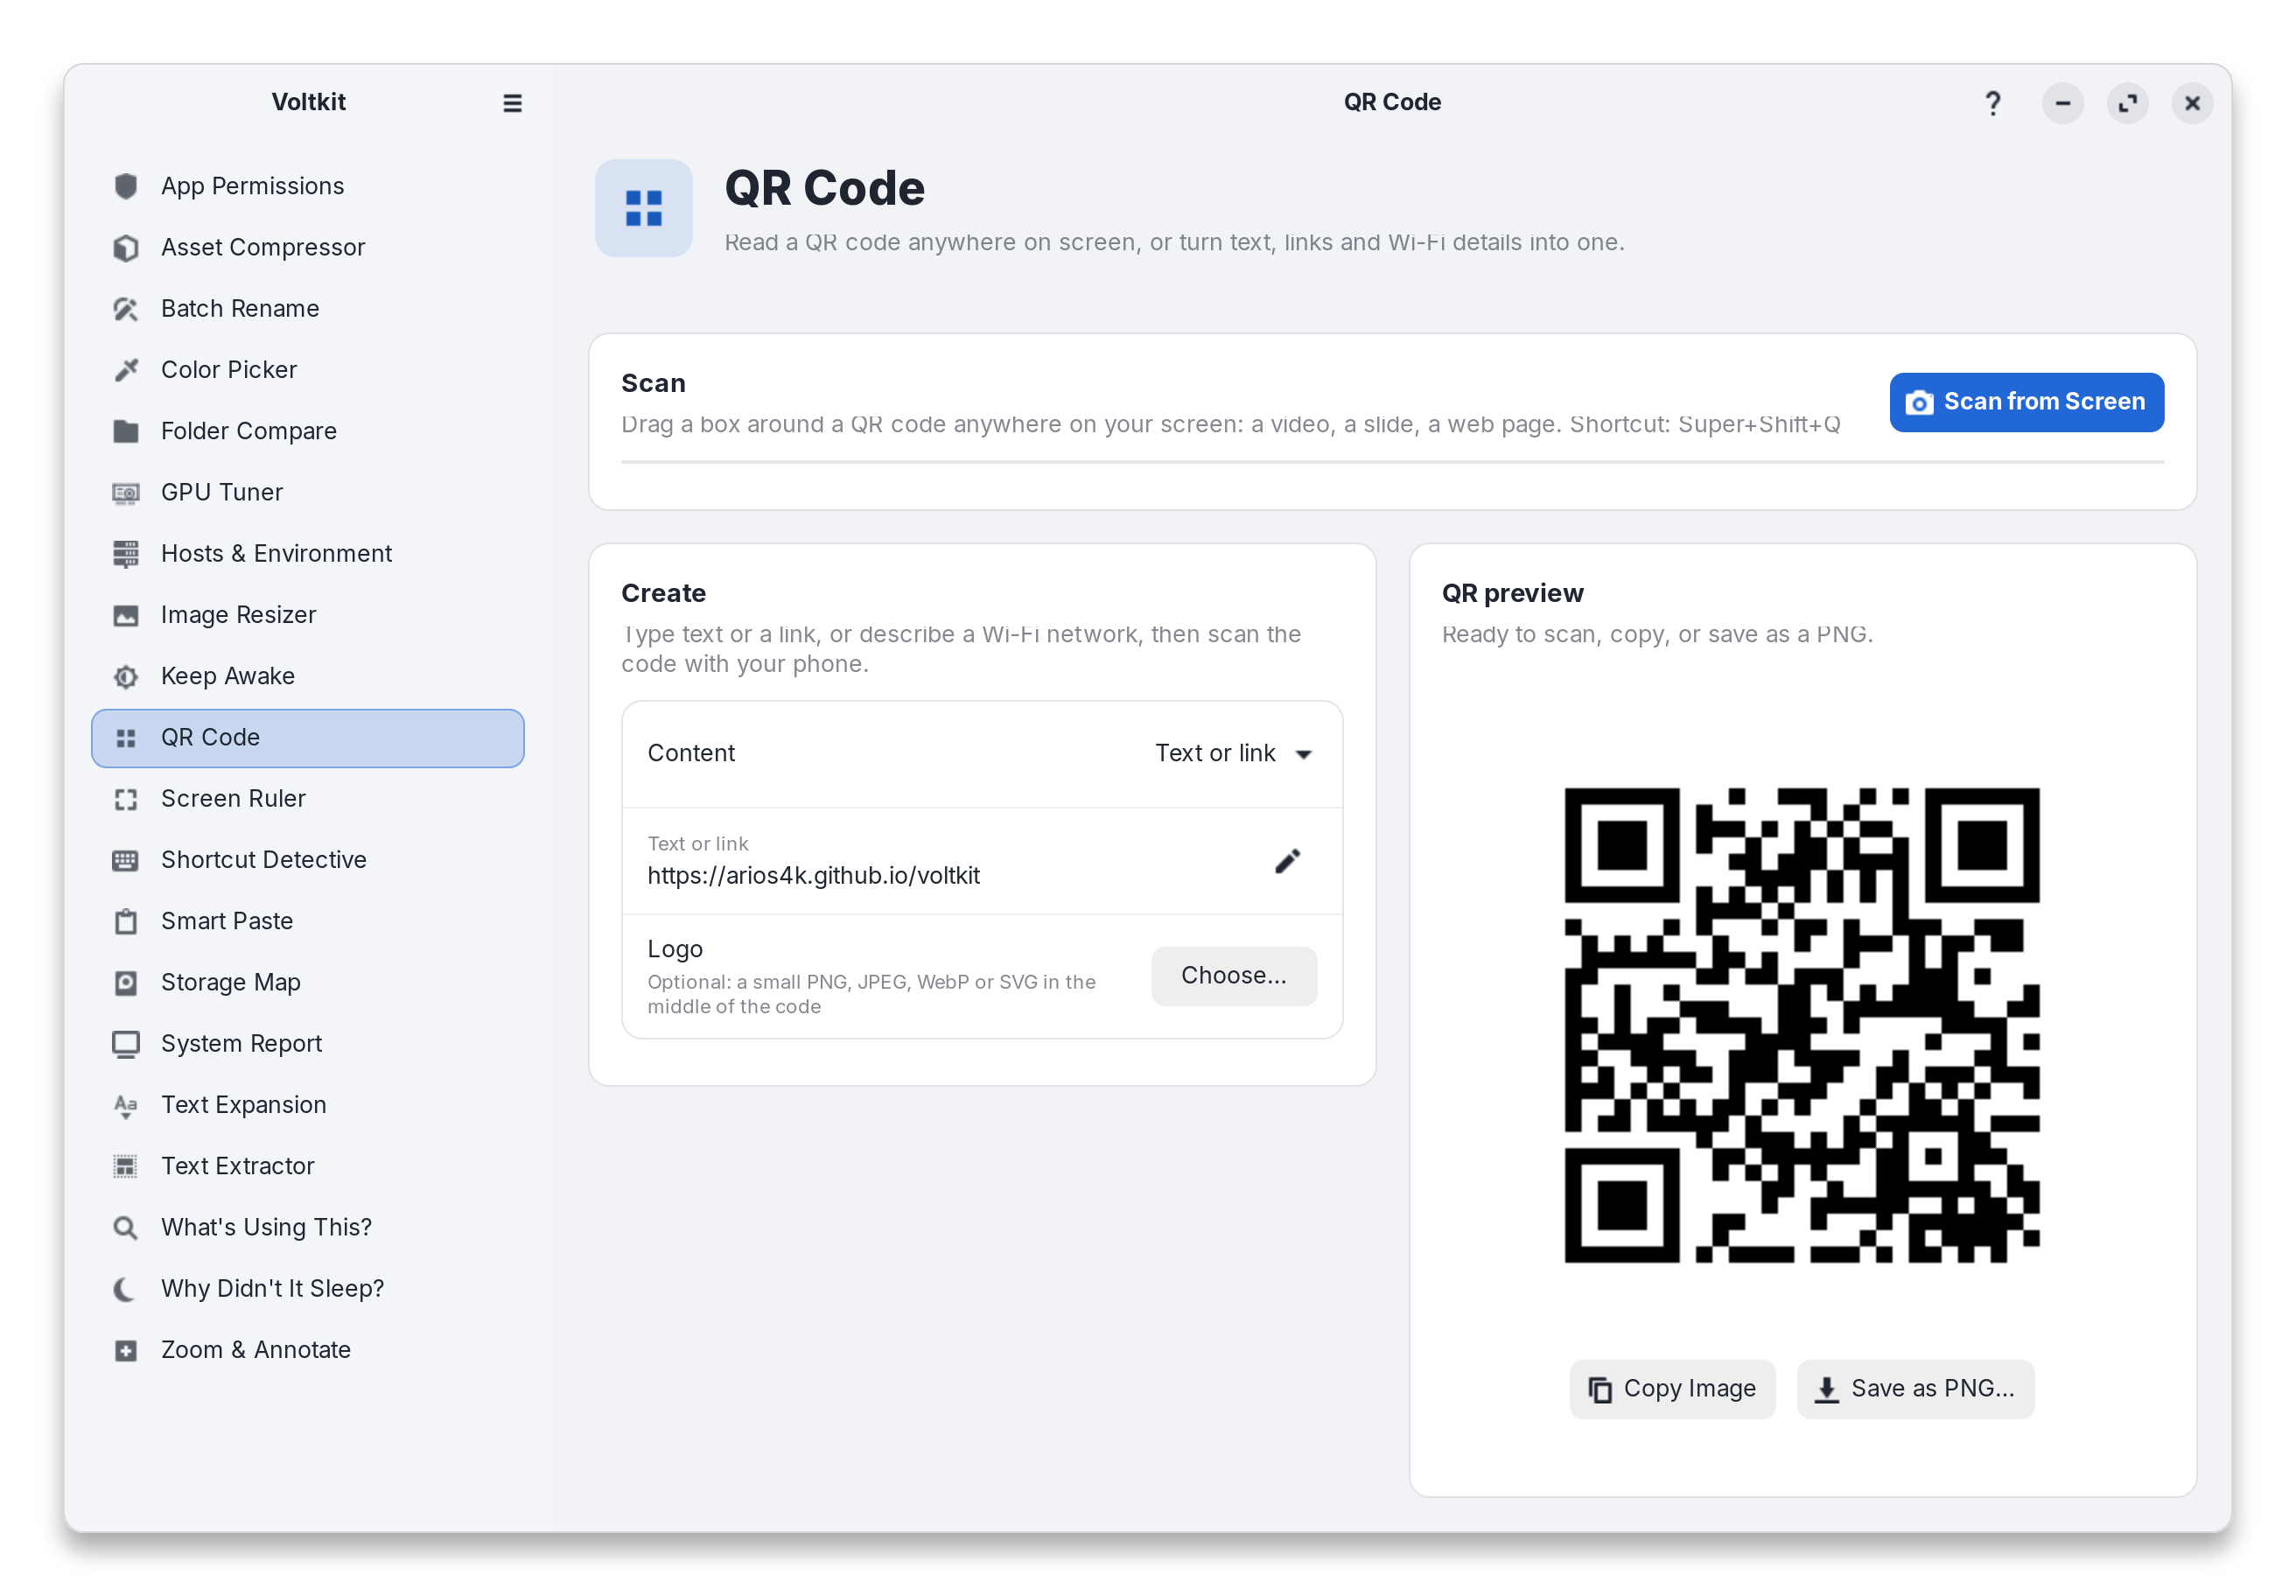 Voltkit
QR Code
?
App Permissions
Asset Compressor
Batch Rename
Color Picker
Folder Compare
GPU Tuner
Hosts & Environment
Image Resizer
Keep Awake
QR Code
Screen Ruler
Shortcut Detective
Smart Paste
Storage Map
System Report
Aa
Text Expansion
Text Extractor
What's Using This?
Why Didn't It Sleep?
Zoom & Annotate
QR Code
Read a QR code anywhere on screen, or turn text, links and Wi-Fi details into one.
Scan
Drag a box around a QR code anywhere on your screen: a video, a slide, a web page. Shortcut: Super+Shift+Q
Scan from Screen
Create
Type text or a link, or describe a Wi-Fi network, then scan the
code with your phone.
Content
Text or link
Text or link
https://arios4k.github.io/voltkit
Logo
Optional: a small PNG, JPEG, WebP or SVG in the
middle of the code
Choose...
QR preview
Ready to scan, copy, or save as a PNG.
Copy Image
Save as PNG...